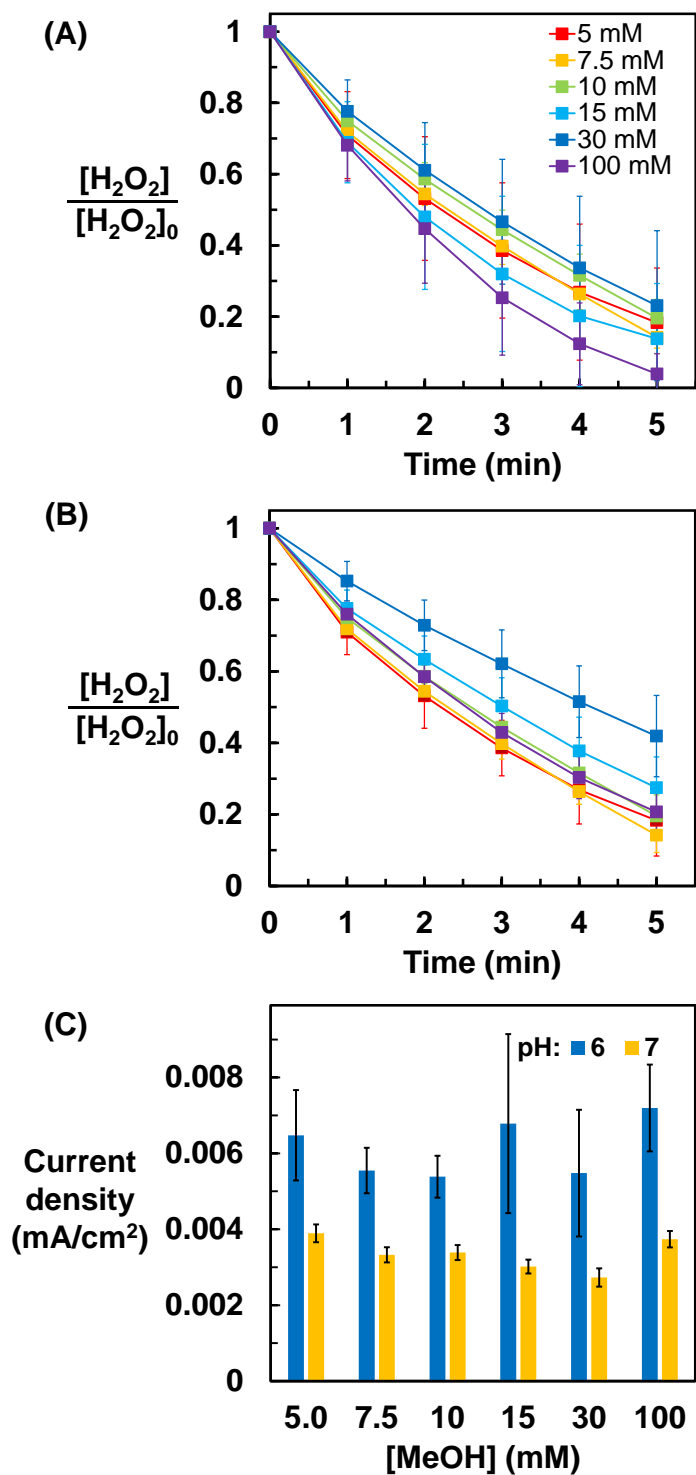 (A)
1
0.8
0.6
0.4
0.2
0
[H₂O₂]
[H₂O₂]₀
5 mM
7.5 mM
10 mM
15 mM
30 mM
100 mM
0 1 2 3 4 5
Time (min)
(B)
1
0.8
0.6
0.4
0.2
0
[H₂O₂]
[H₂O₂]₀
0 1 2 3 4 5
Time (min)
(C)
pH: 6 7
0.008
0.006
0.004
0.002
0
Current
density
(mA/cm²)
5.0 7.5 10 15 30 100
[MeOH] (mM)